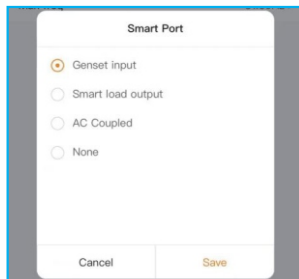 Smart Port
Genset input
Smart load output
AC Coupled
None
Cancel
Save